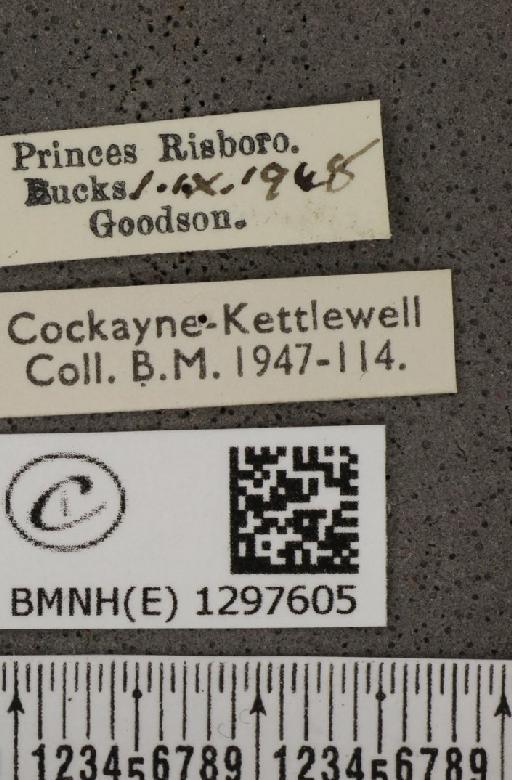 Princes Risboro.
Bucks 1.ix.1948
Goodson.
Cockayne-Kettlewell
Coll. B.M. 1947-114.
C
BMNH(E) 1297605
123456789 123456789